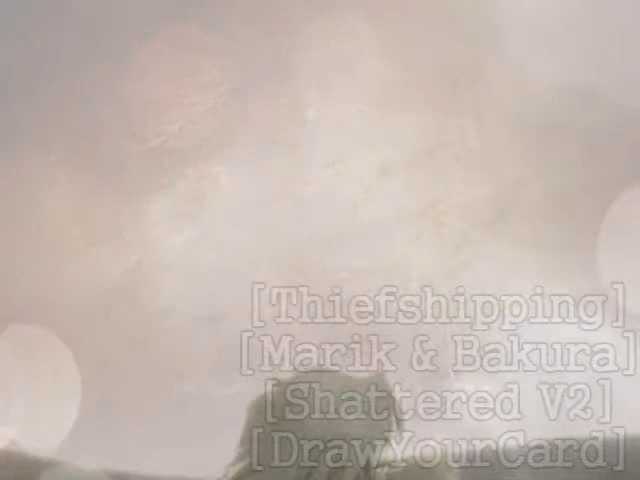 [Thiefshipping]
[Marik & Bakura]
[Shattered V2]
[DrawYourCard]